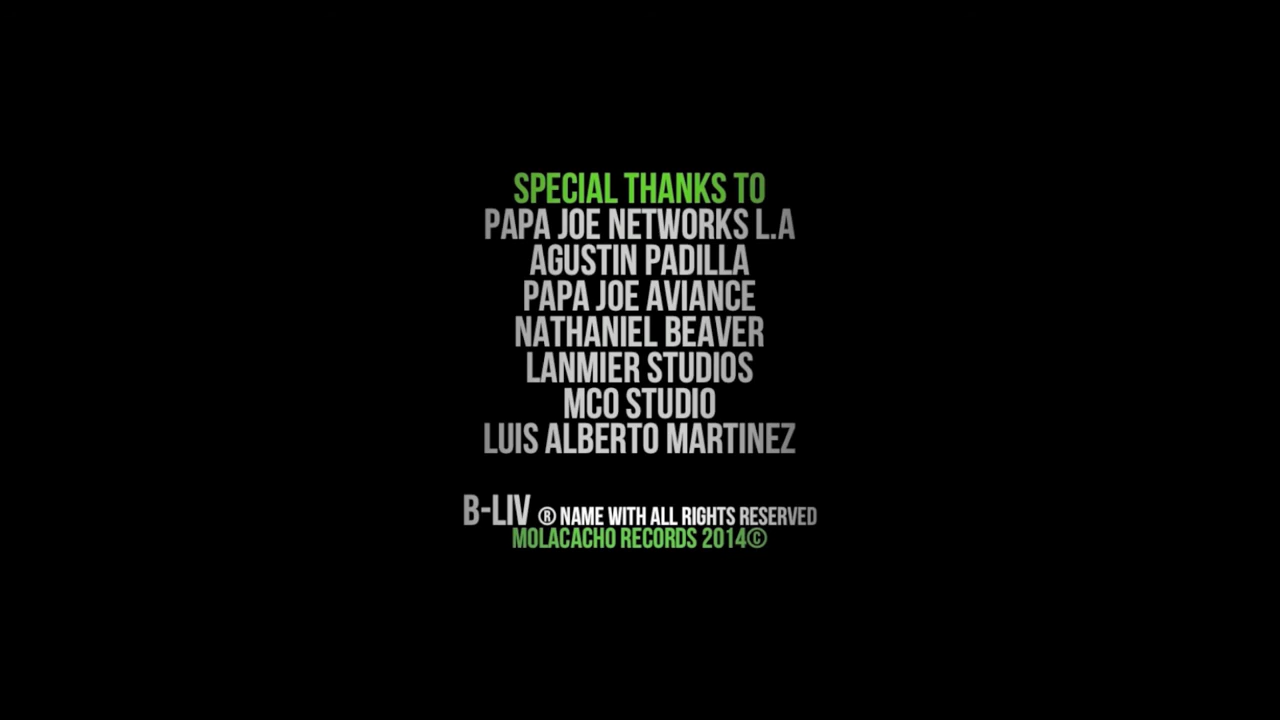 SPECIAL THANKS TO
PAPA JOE NETWORKS L.A
AGUSTIN PADILLA
PAPA JOE AVIANCE
NATHANIEL BEAVER
LANMIER STUDIOS
MCO STUDIO
LUIS ALBERTO MARTINEZ
B-LIV ® NAME WITH ALL RIGHTS RESERVED
MOLACACHO RECORDS 2014©